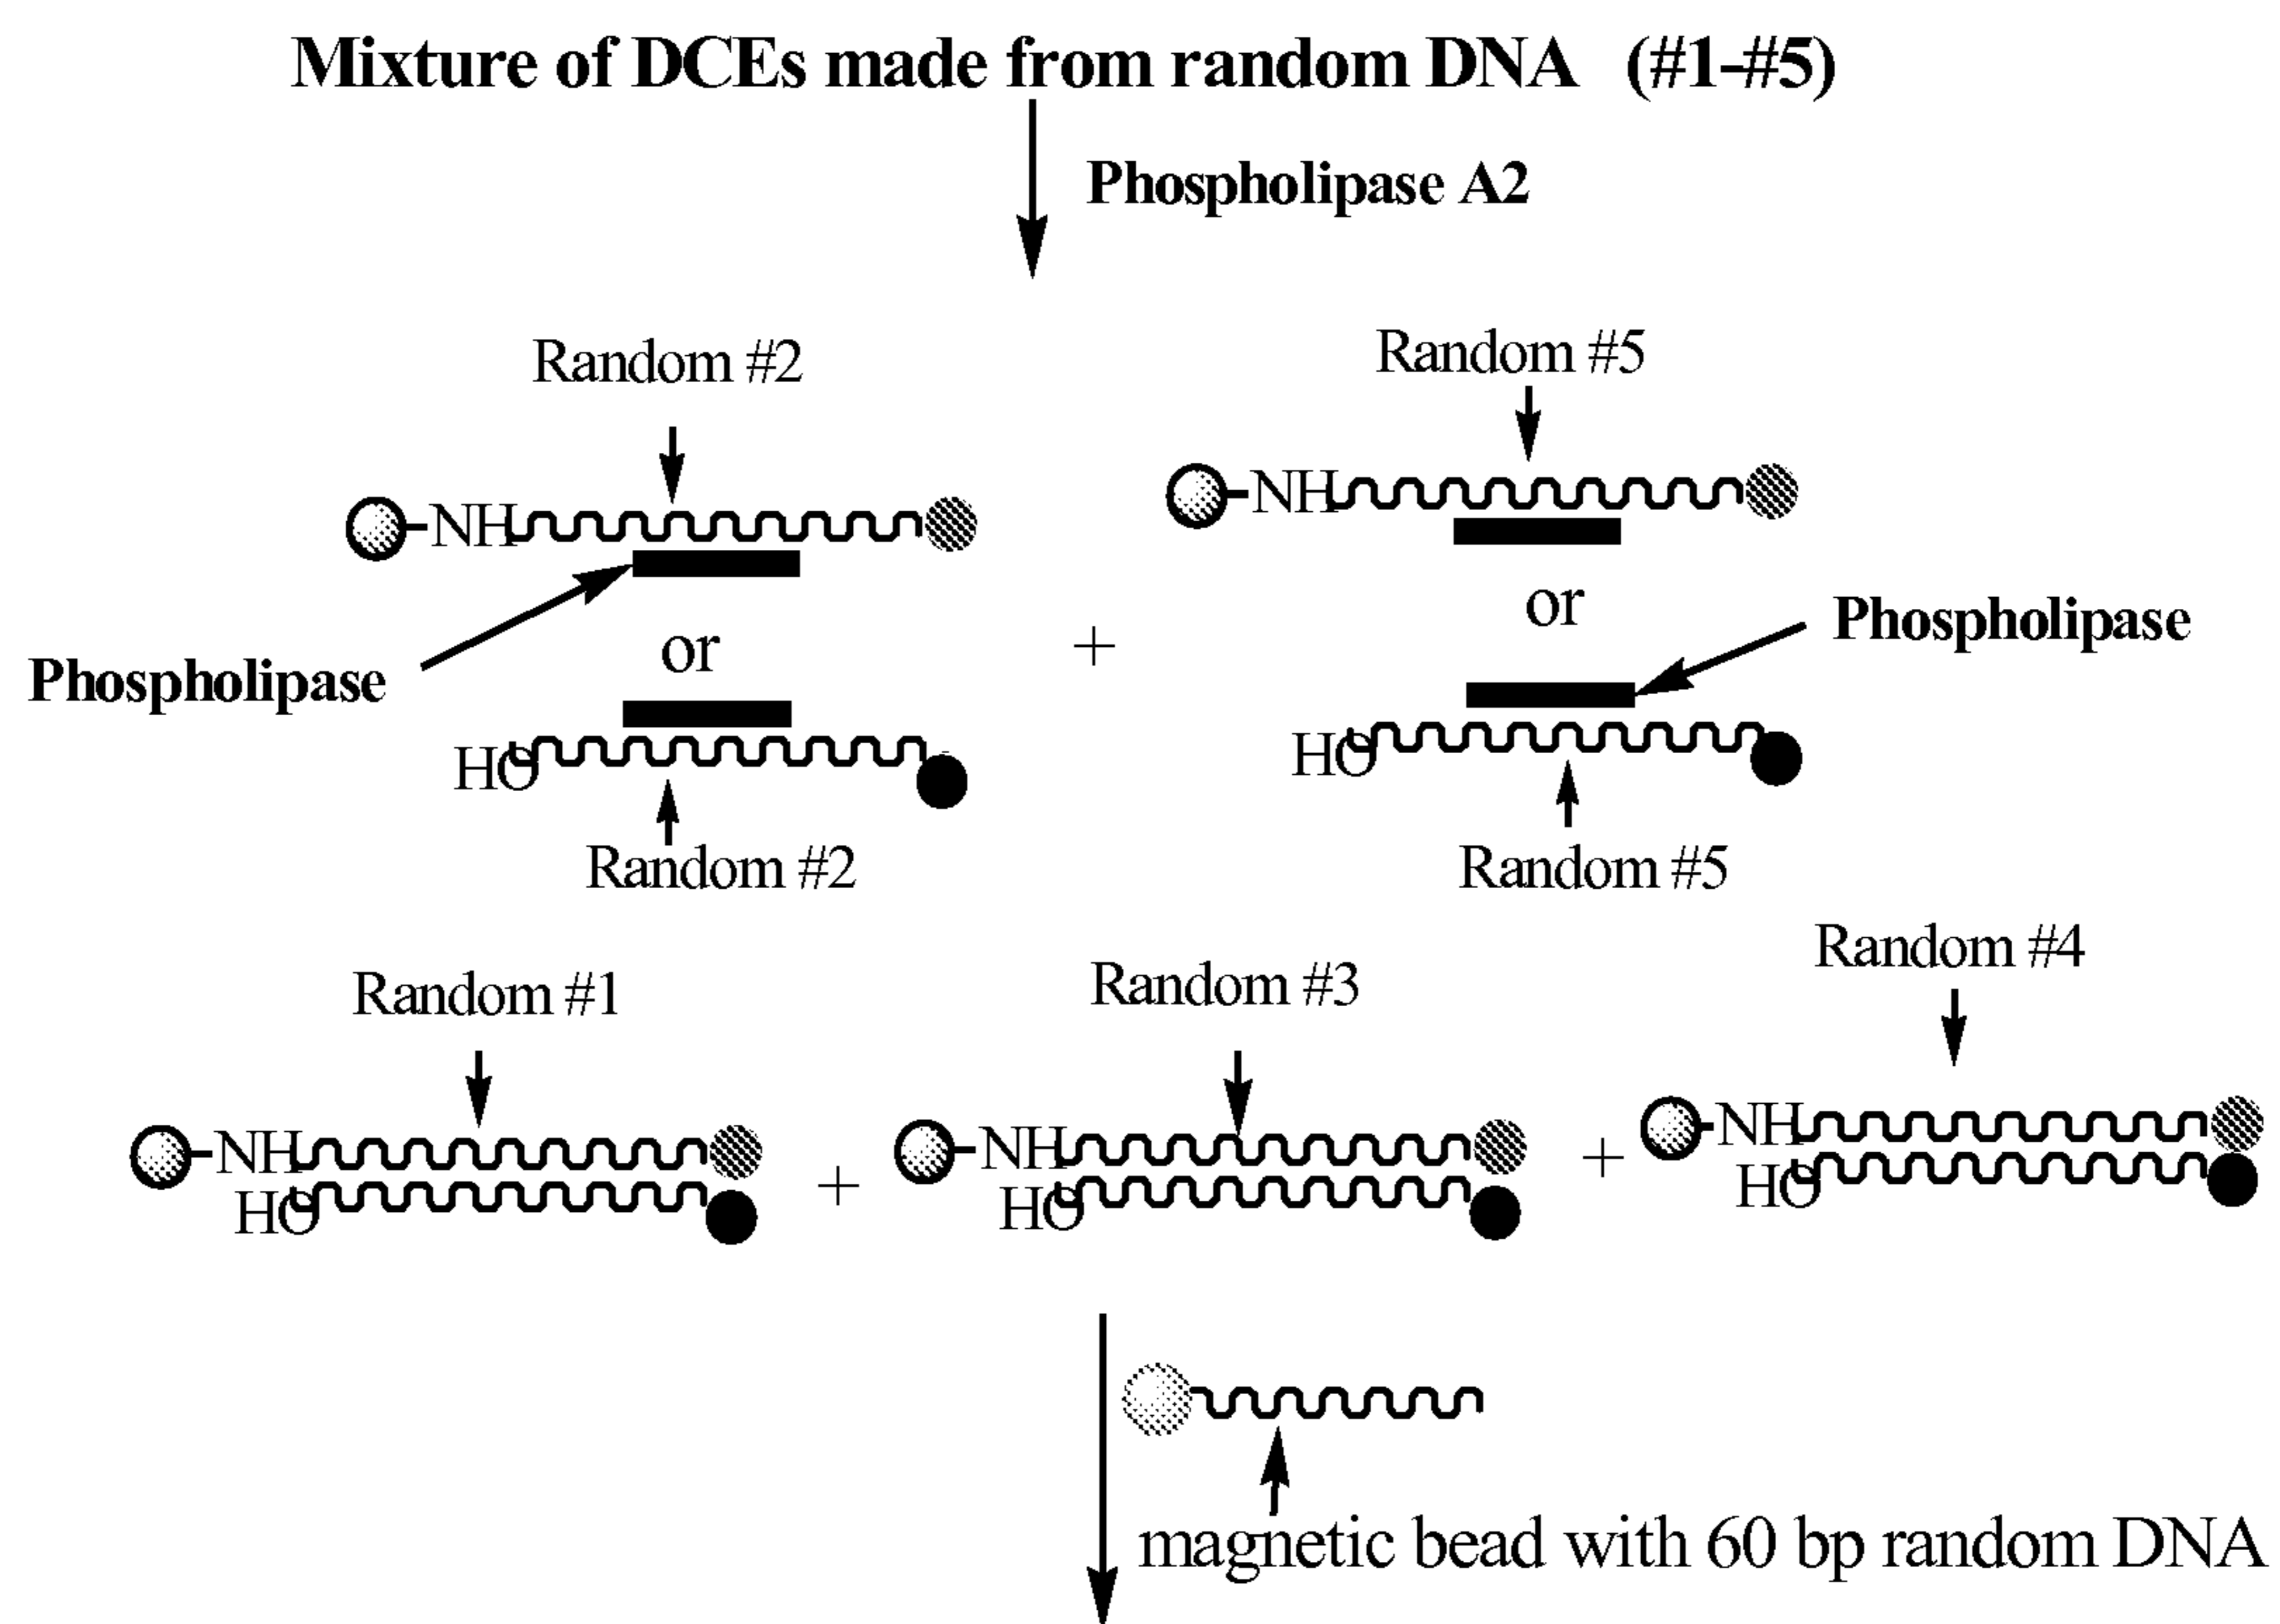 Mixture of DCEs made from random DNA (#1-#5)
Phospholipase A2
Random #2
Random #5
NH
NH
or
or
+
Phospholipase
Phospholipase
HO
HO
Random #2
Random #5
Random #1
Random #3
Random #4
NH
HO
+
NH
HO
+
NH
HO
magnetic bead with 60 bp random DNA